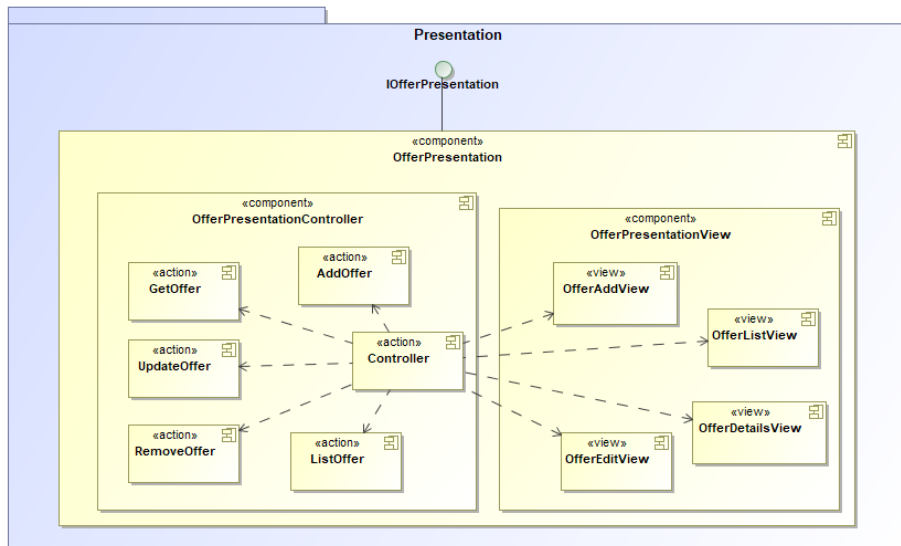 Presentation
IOfferPresentation
«component»
OfferPresentation
«component»
OfferPresentationController
«action»
GetOffer
«action»
AddOffer
«action»
UpdateOffer
«action»
Controller
«action»
RemoveOffer
«action»
ListOffer
«component»
OfferPresentationView
«view»
OfferAddView
«view»
OfferListView
«view»
OfferDetailsView
«view»
OfferEditView